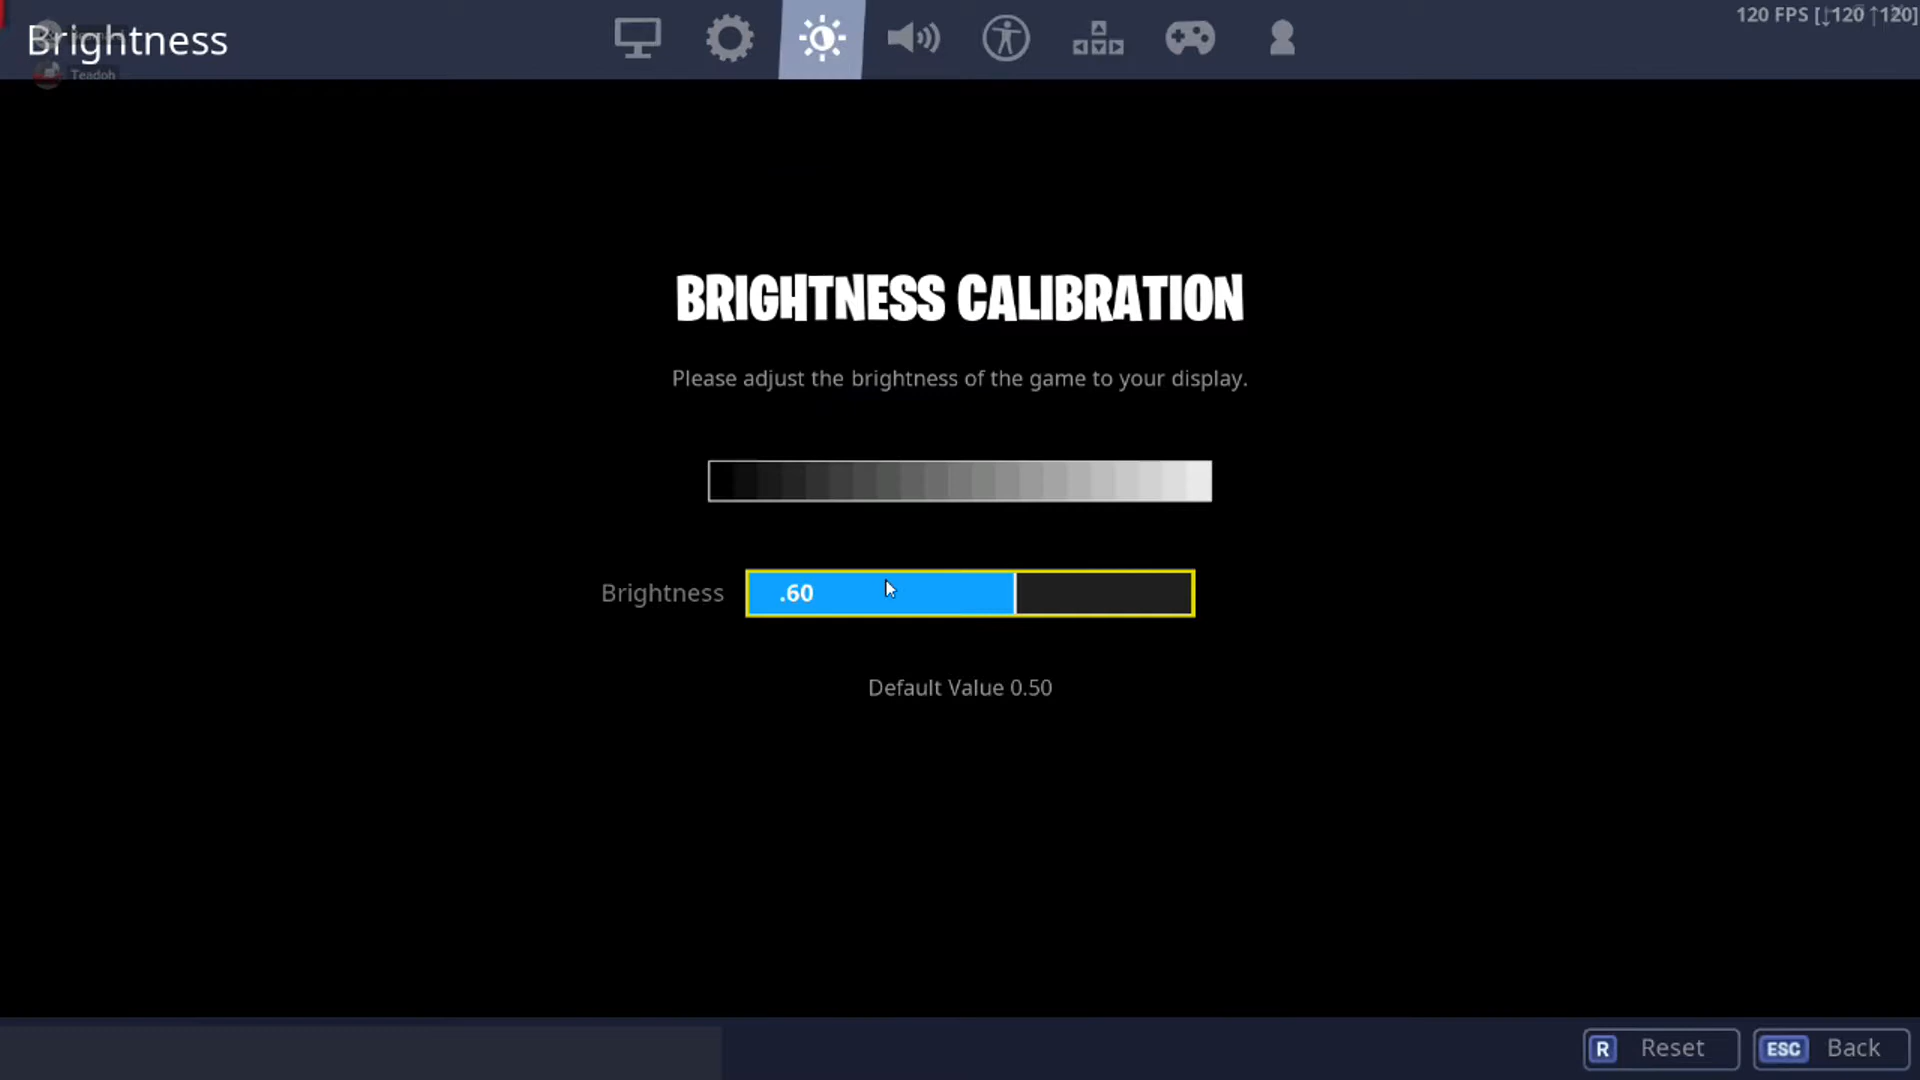 Brightness
Teadoh
120 FPS [↓120 ↑120]
BRIGHTNESS CALIBRATION
Please adjust the brightness of the game to your display.
Brightness
.60
Default Value 0.50
R Reset
ESC Back